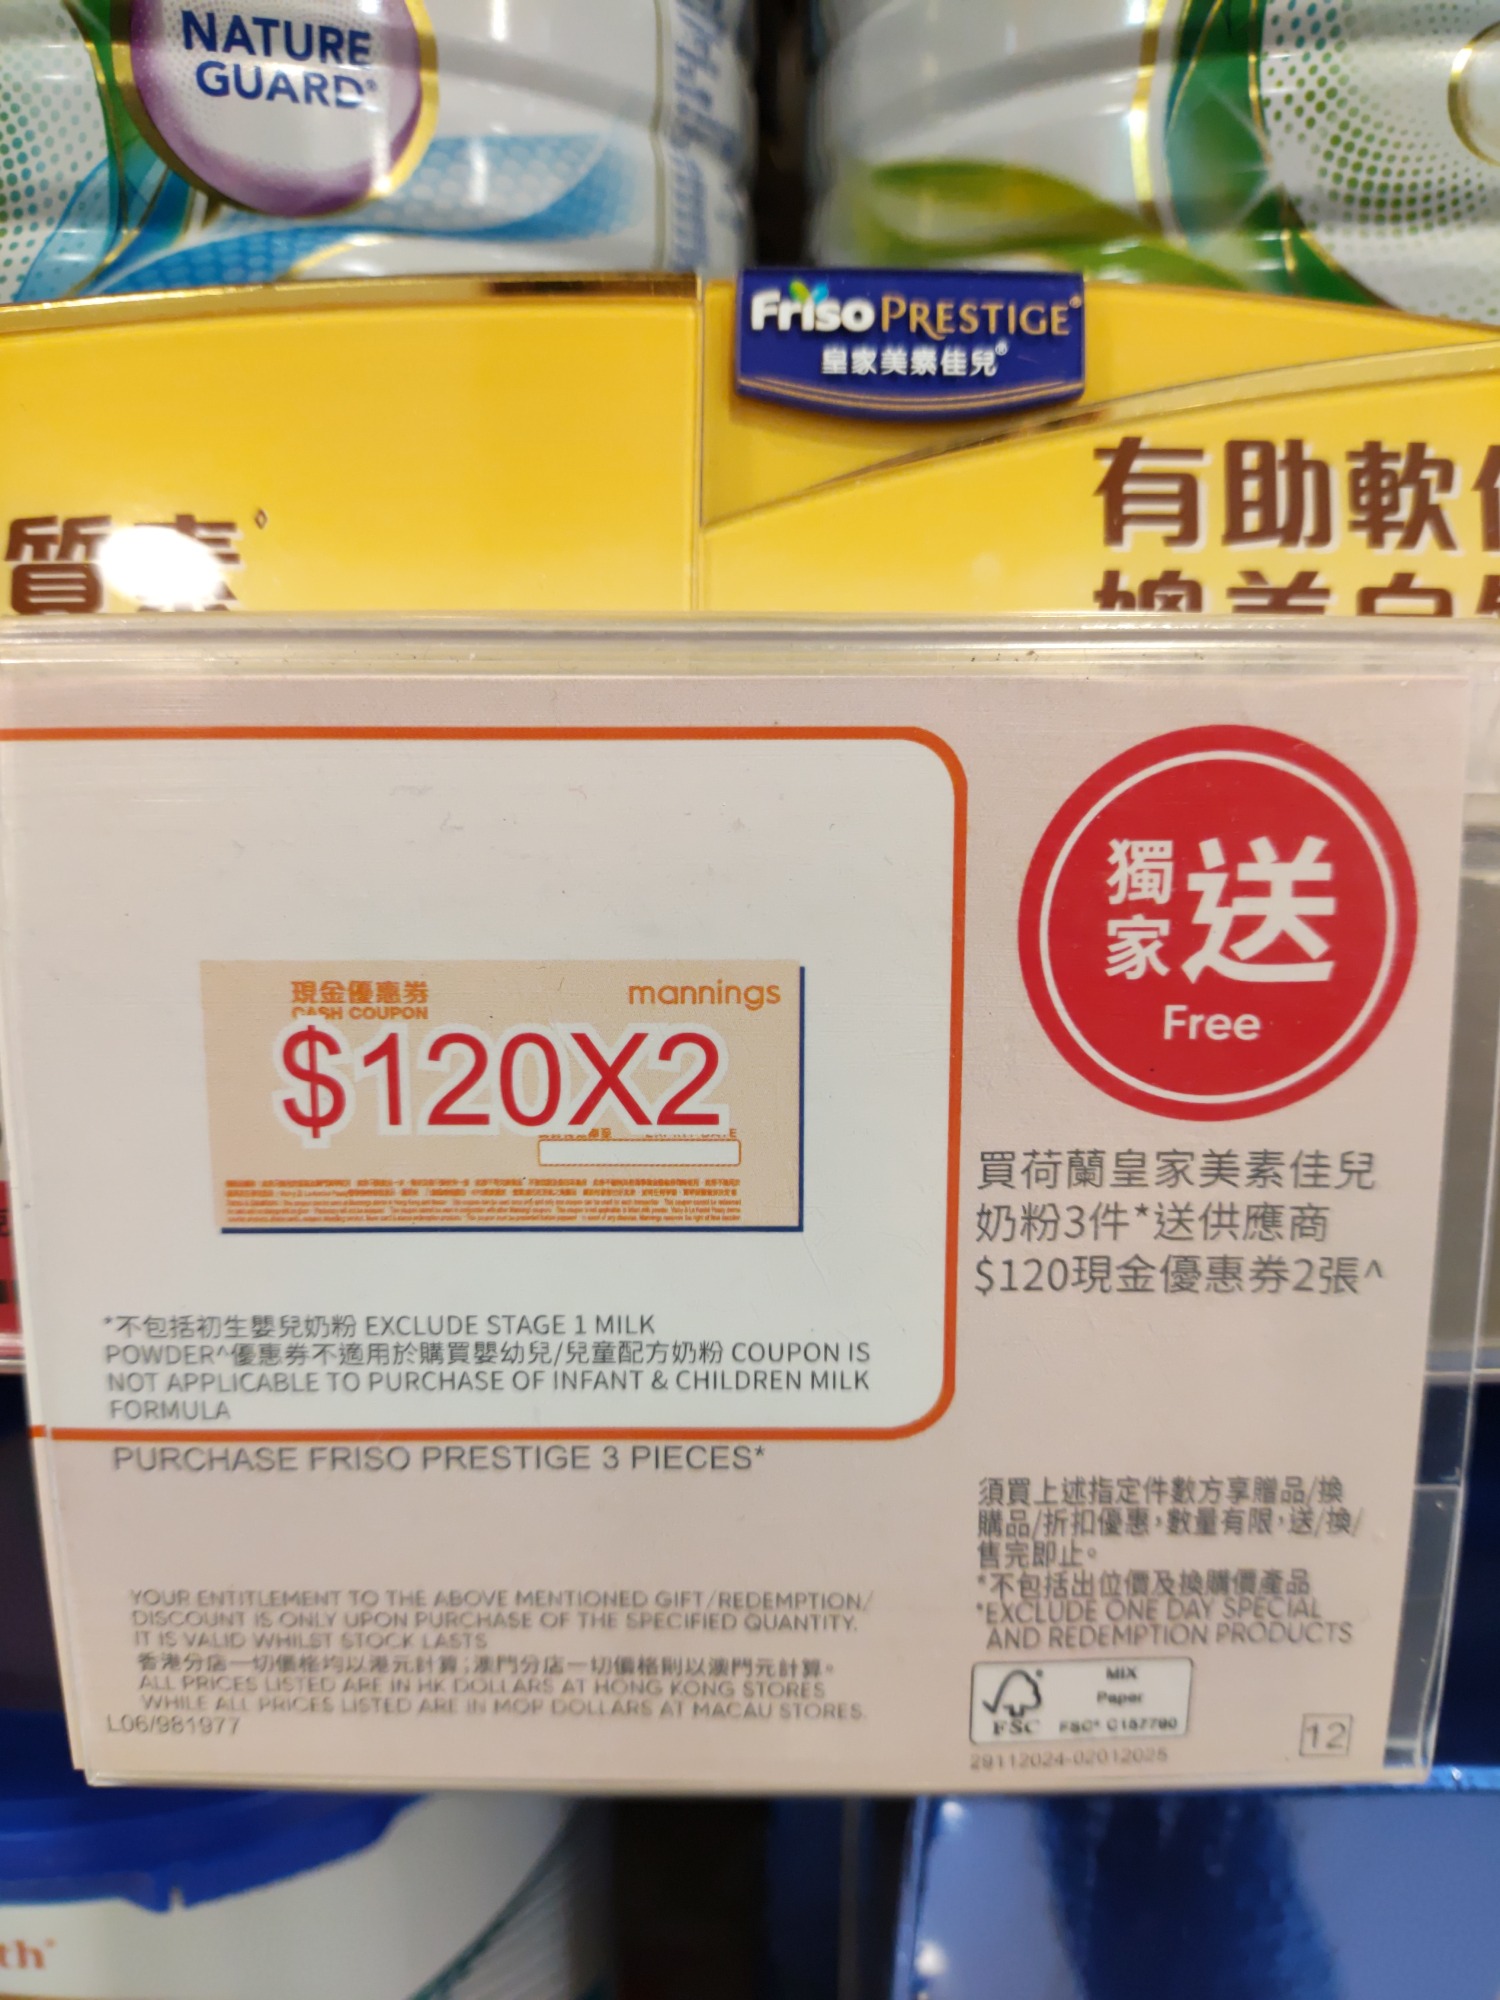 NATURE
GUARD®
Friso PRESTIGE®
皇家美素佳兒®
質素◊
有助軟
獨家送
Free
現金優惠券
CASH COUPON
mannings
$120X2
買荷蘭皇家美素佳兒
奶粉3件*送供應商
$120現金優惠券2張^
*不包括初生嬰兒奶粉 EXCLUDE STAGE 1 MILK
POWDER^優惠券不適用於購買嬰幼兒/兒童配方奶粉 COUPON IS
NOT APPLICABLE TO PURCHASE OF INFANT & CHILDREN MILK
FORMULA
PURCHASE FRISO PRESTIGE 3 PIECES*
須買上述指定件數方享贈品/換
購品/折扣優惠，數量有限，送/換/
售完即止。
*不包括出位價及換購價產品
*EXCLUDE ONE DAY SPECIAL
AND REDEMPTION PRODUCTS
YOUR ENTITLEMENT TO THE ABOVE MENTIONED GIFT/REDEMPTION/
DISCOUNT IS ONLY UPON PURCHASE OF THE SPECIFIED QUANTITY.
IT IS VALID WHILST STOCK LASTS
香港分店一切價格均以港元計算；澳門分店一切價格則以澳門元計算。
ALL PRICES LISTED ARE IN HK DOLLARS AT HONG KONG STORES
WHILE ALL PRICES LISTED ARE IN MOP DOLLARS AT MACAU STORES.
L06/981977
FSC
MIX
Paper
FSC® C157790
29112024-02012025
12
th®